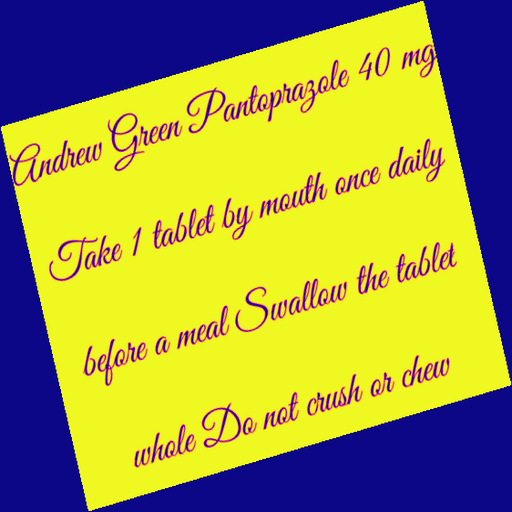 Andrew Green Pantoprazole 40 mg
Take 1 tablet by mouth once daily
before a meal Swallow the tablet
whole Do not crush or chew